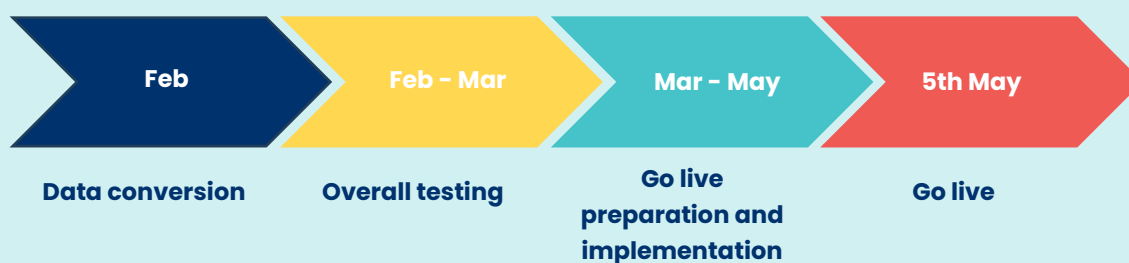 Feb
Feb – Mar
Mar – May
5th May
Data conversion
Overall testing
Go live
preparation and
implementation
Go live